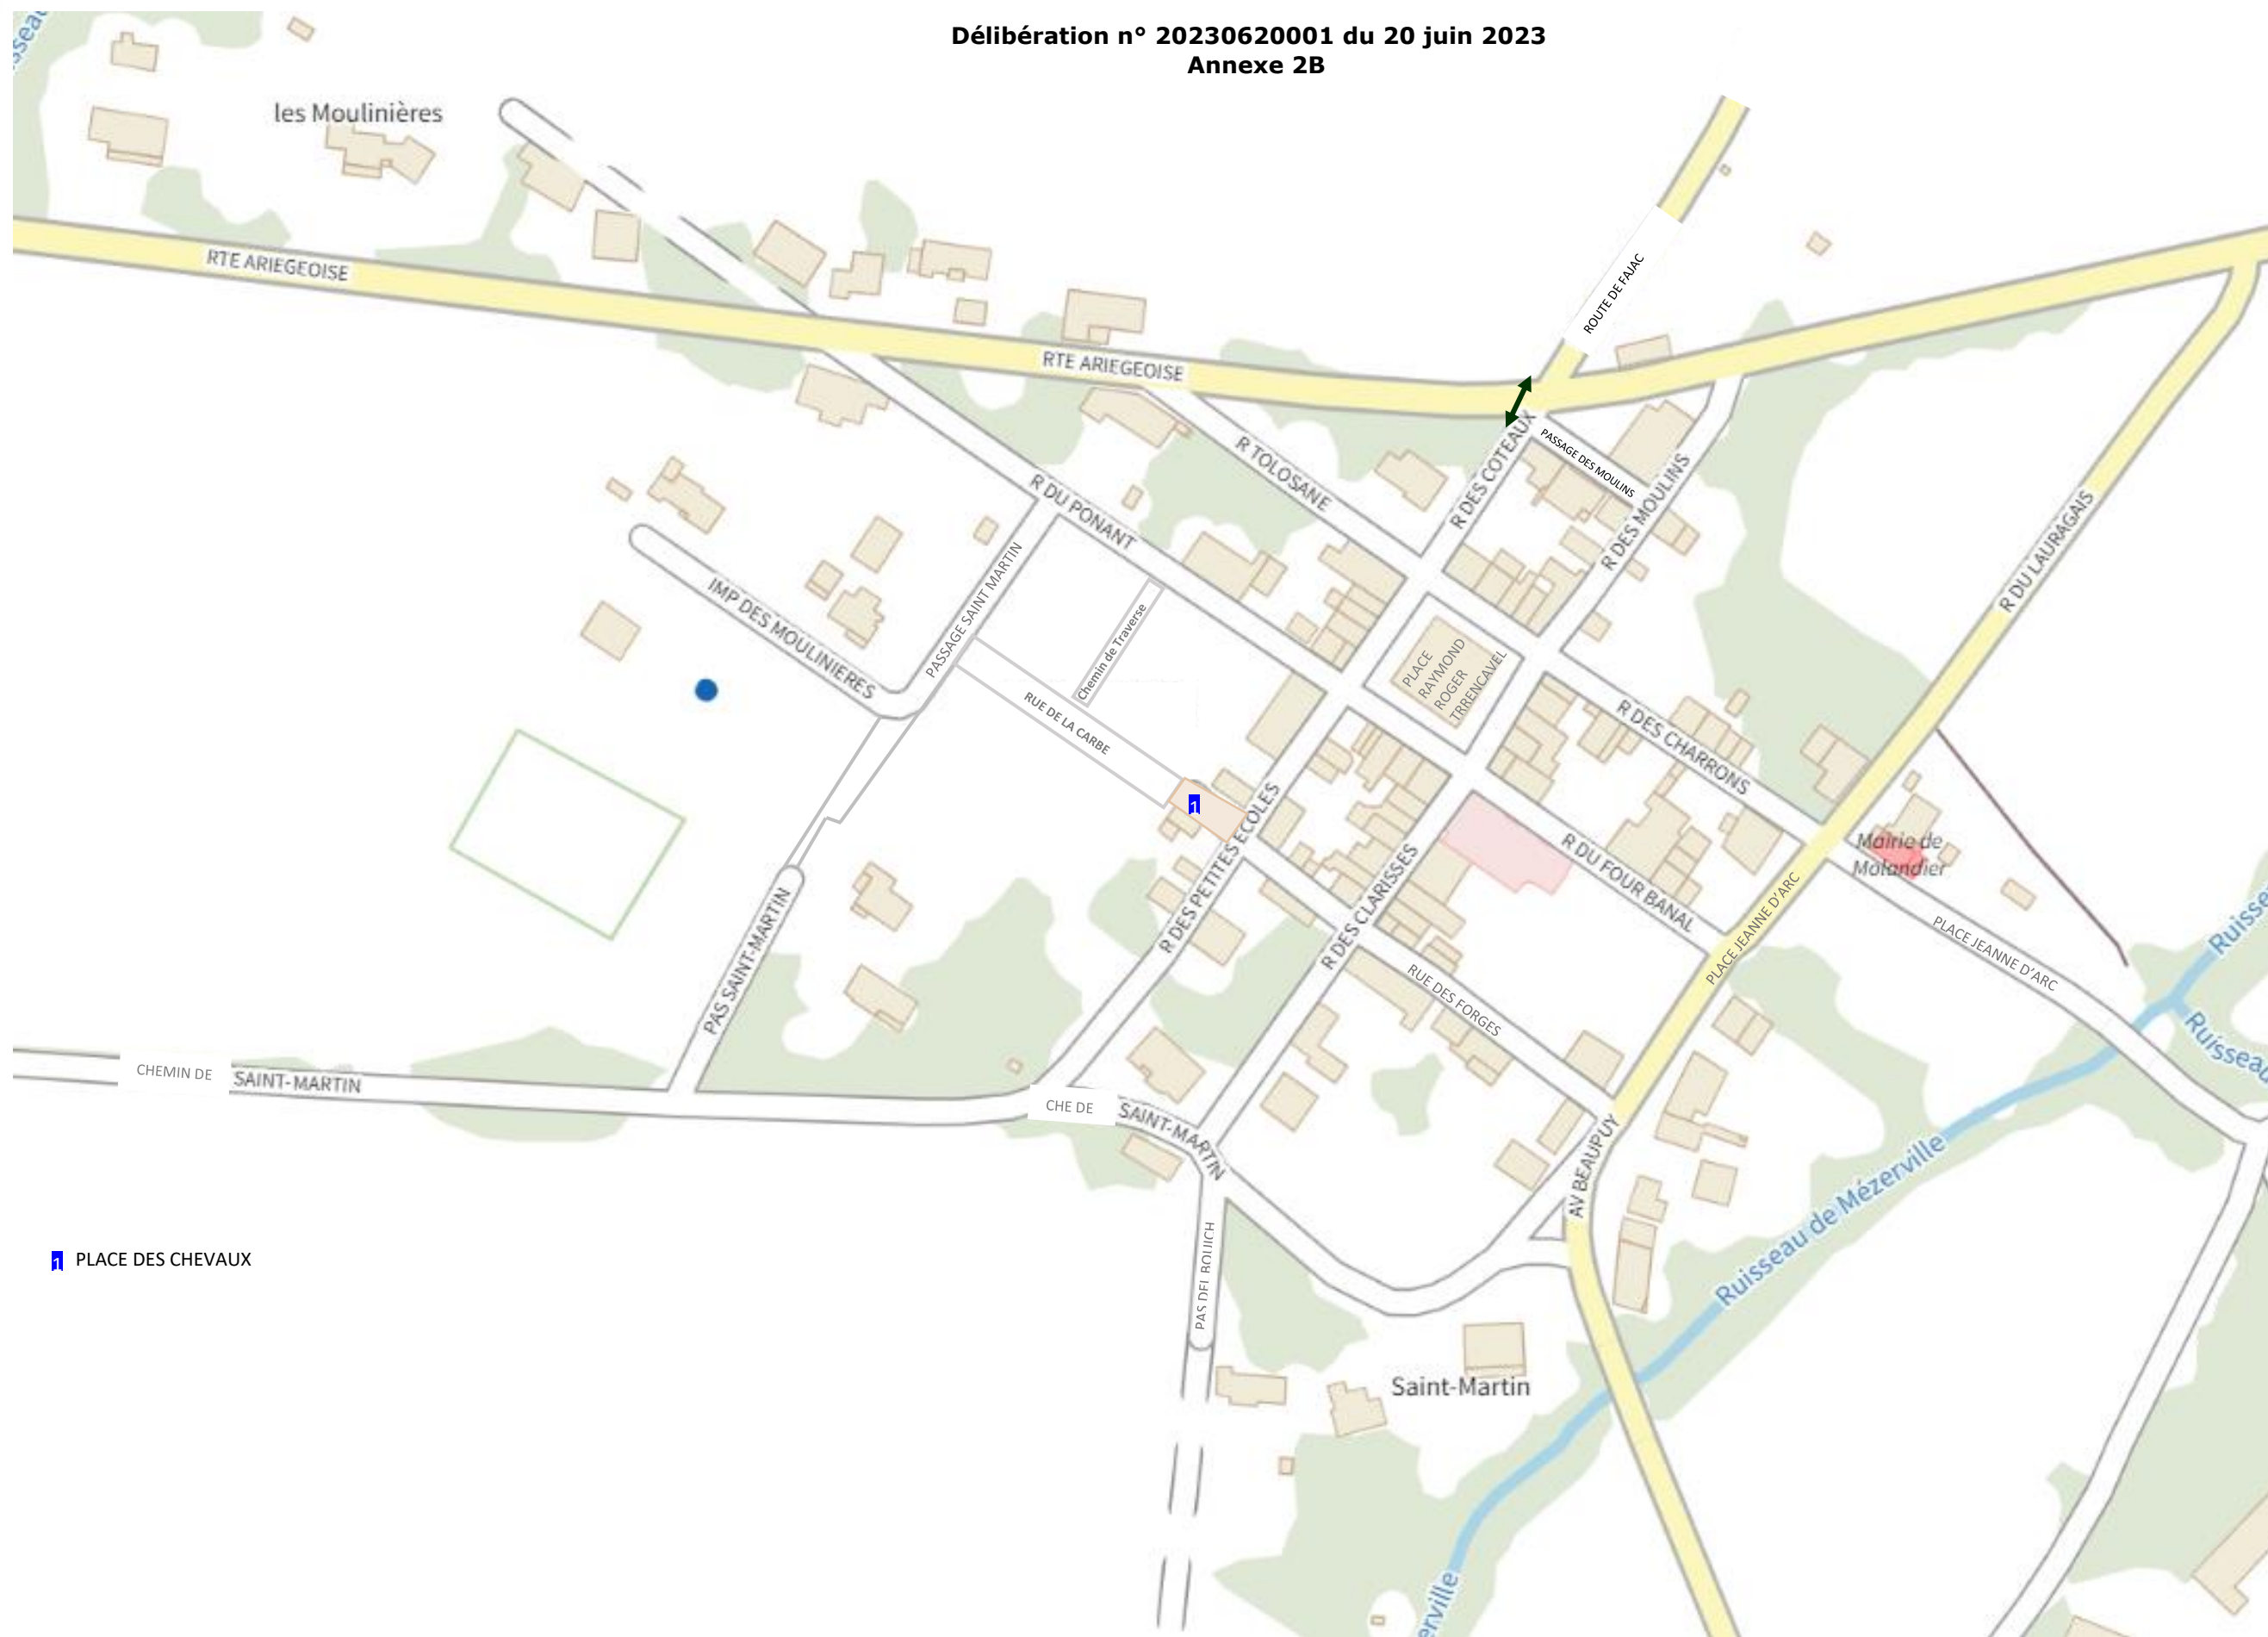 Délibération n° 20230620001 du 20 juin 2023
Annexe 2B
les Moulinières
RTE ARIEGEOISE
RTE ARIEGEOISE
ROUTE DE FAJAC
R TOLOSANE
R DES COTEAUX
PASSAGE DES MOULINS
R DES MOULINS
R DU PONANT
R DU LAURAGAIS
IMP DES MOULINIERES
PASSAGE SAINT MARTIN
Chemin de Traverse
RUE DE LA CARBE
PLACE
RAYMOND
ROGER
TRRENCAVEL
R DES CHARRONS
1
R DES PETITES ECOLES
R DES CLARISSES
R DU FOUR BANAL
Mairie de
Molandier
PLACE JEANNE D'ARC
PLACE JEANNE D'ARC
PAS SAINT-MARTIN
RUE DES FORGES
Ruisse
Ruisseau
CHEMIN DE
SAINT-MARTIN
CHE DE
SAINT-MARTIN
AV BEAUPUY
Ruisseau de Mézerville
PAS DEL BOUICH
1 PLACE DES CHEVAUX
Saint-Martin
erville